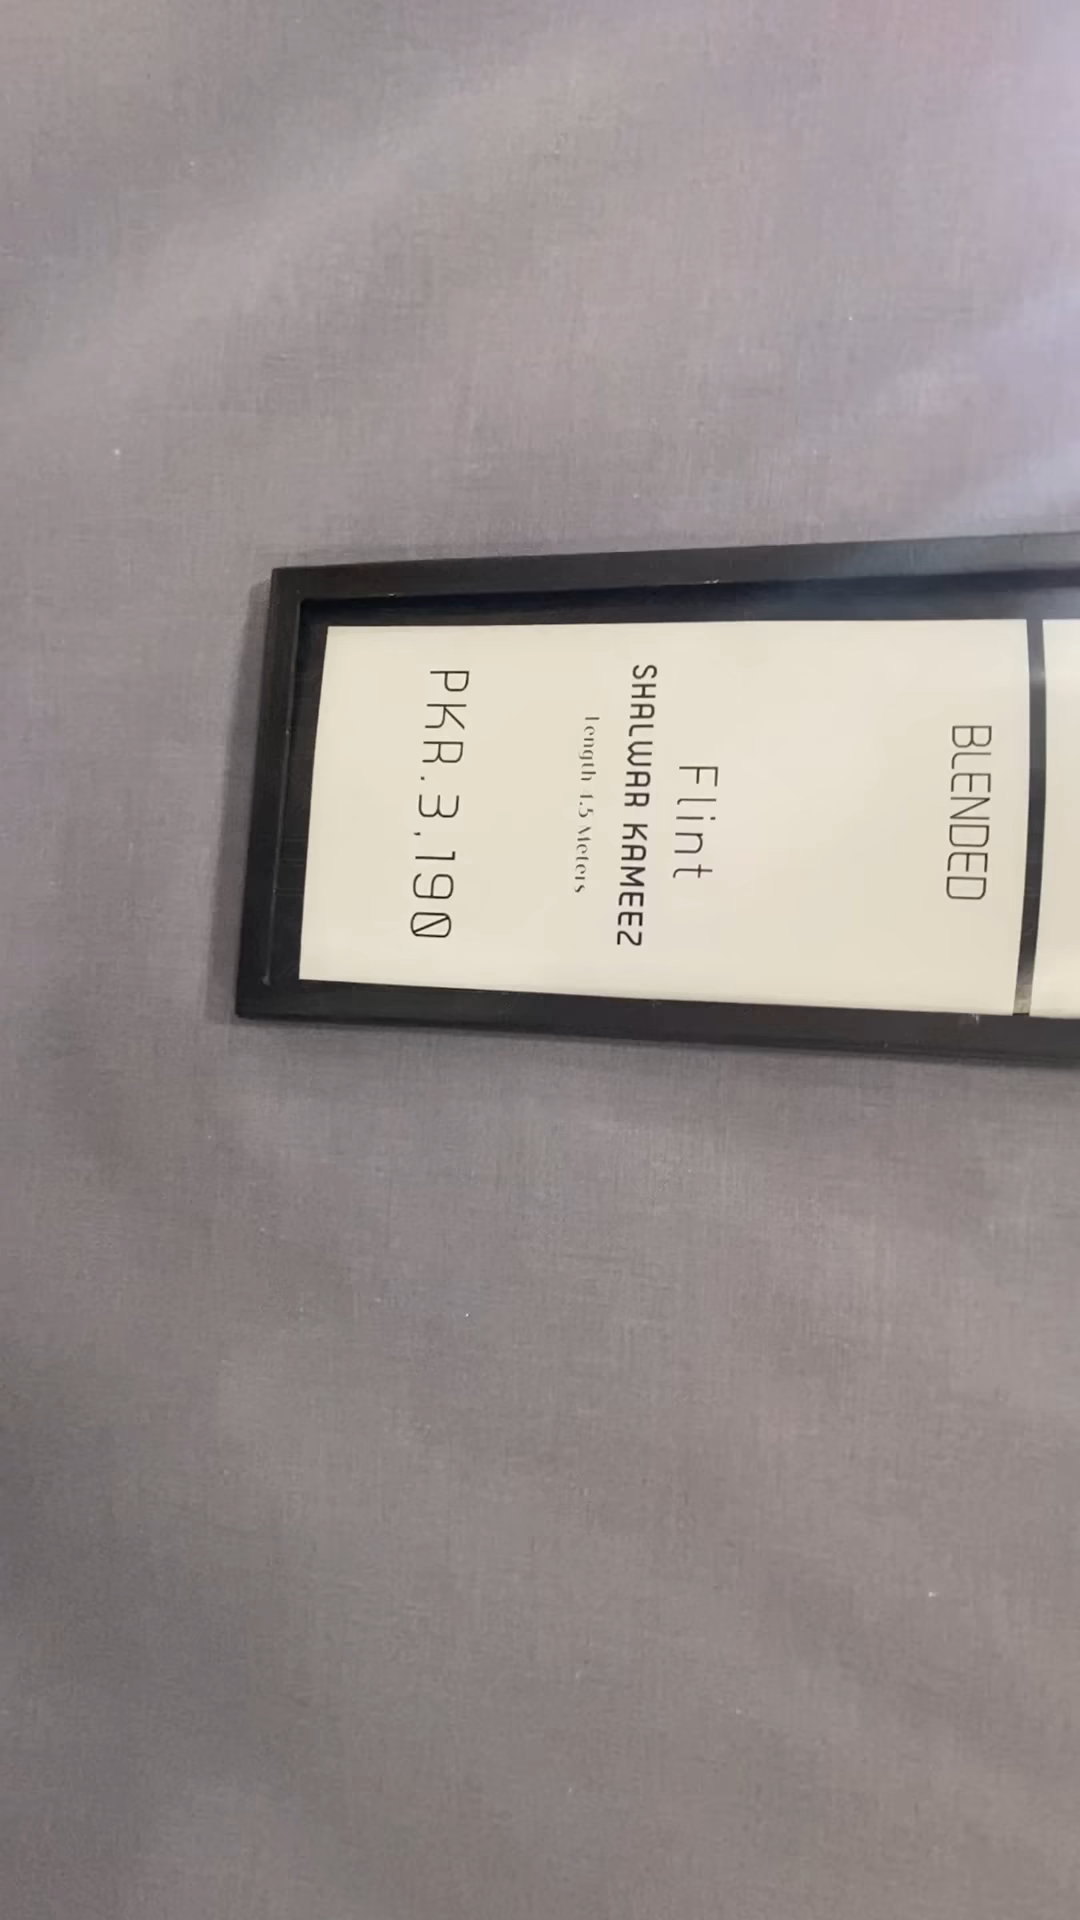 BLENDED
Flint
SHALWAR KAMEEZ
Length 4.5 Meters
PKR.3,190